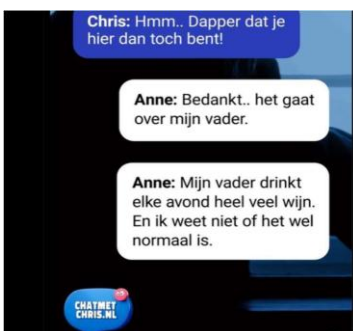 Chris: Hmm.. Dapper dat je
hier dan toch bent!
Anne: Bedankt.. het gaat
over mijn vader.
Anne: Mijn vader drinkt
elke avond heel veel wijn.
En ik weet niet of het wel
normaal is.
CHATMET
CHRIS.NL